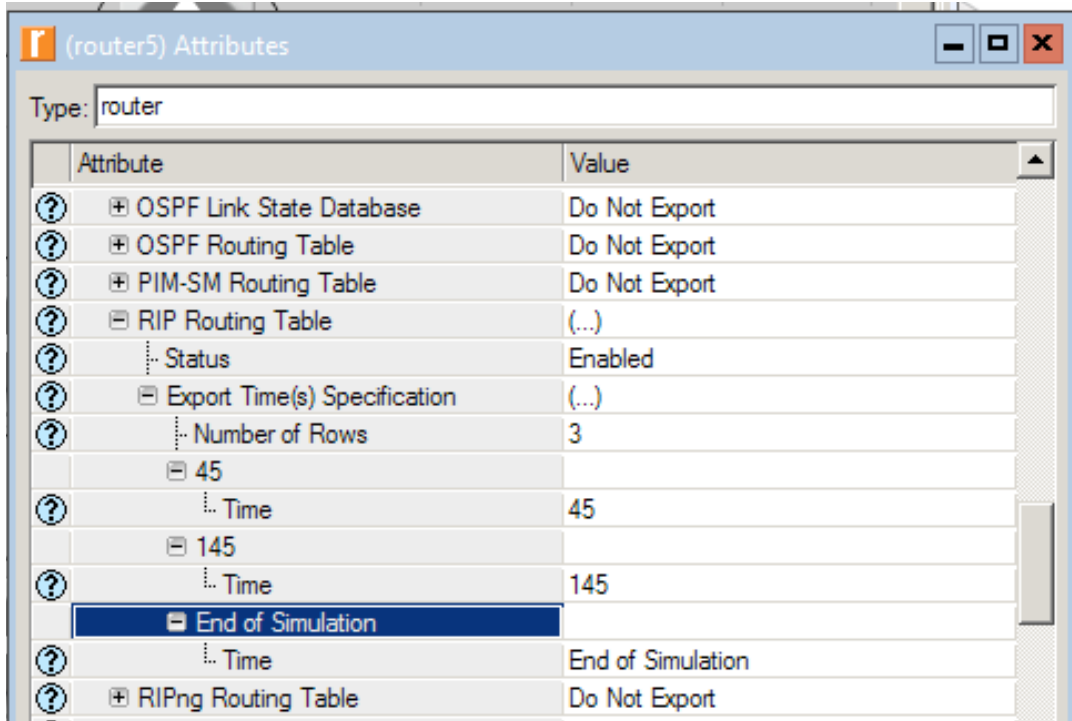 (router5) Attributes
Type: router
Attribute Value
OSPF Link State Database Do Not Export
OSPF Routing Table Do Not Export
PIM-SM Routing Table Do Not Export
RIP Routing Table (...)
Status Enabled
Export Time(s) Specification (...)
Number of Rows 3
45
Time 45
145
Time 145
End of Simulation
Time End of Simulation
RIPng Routing Table Do Not Export